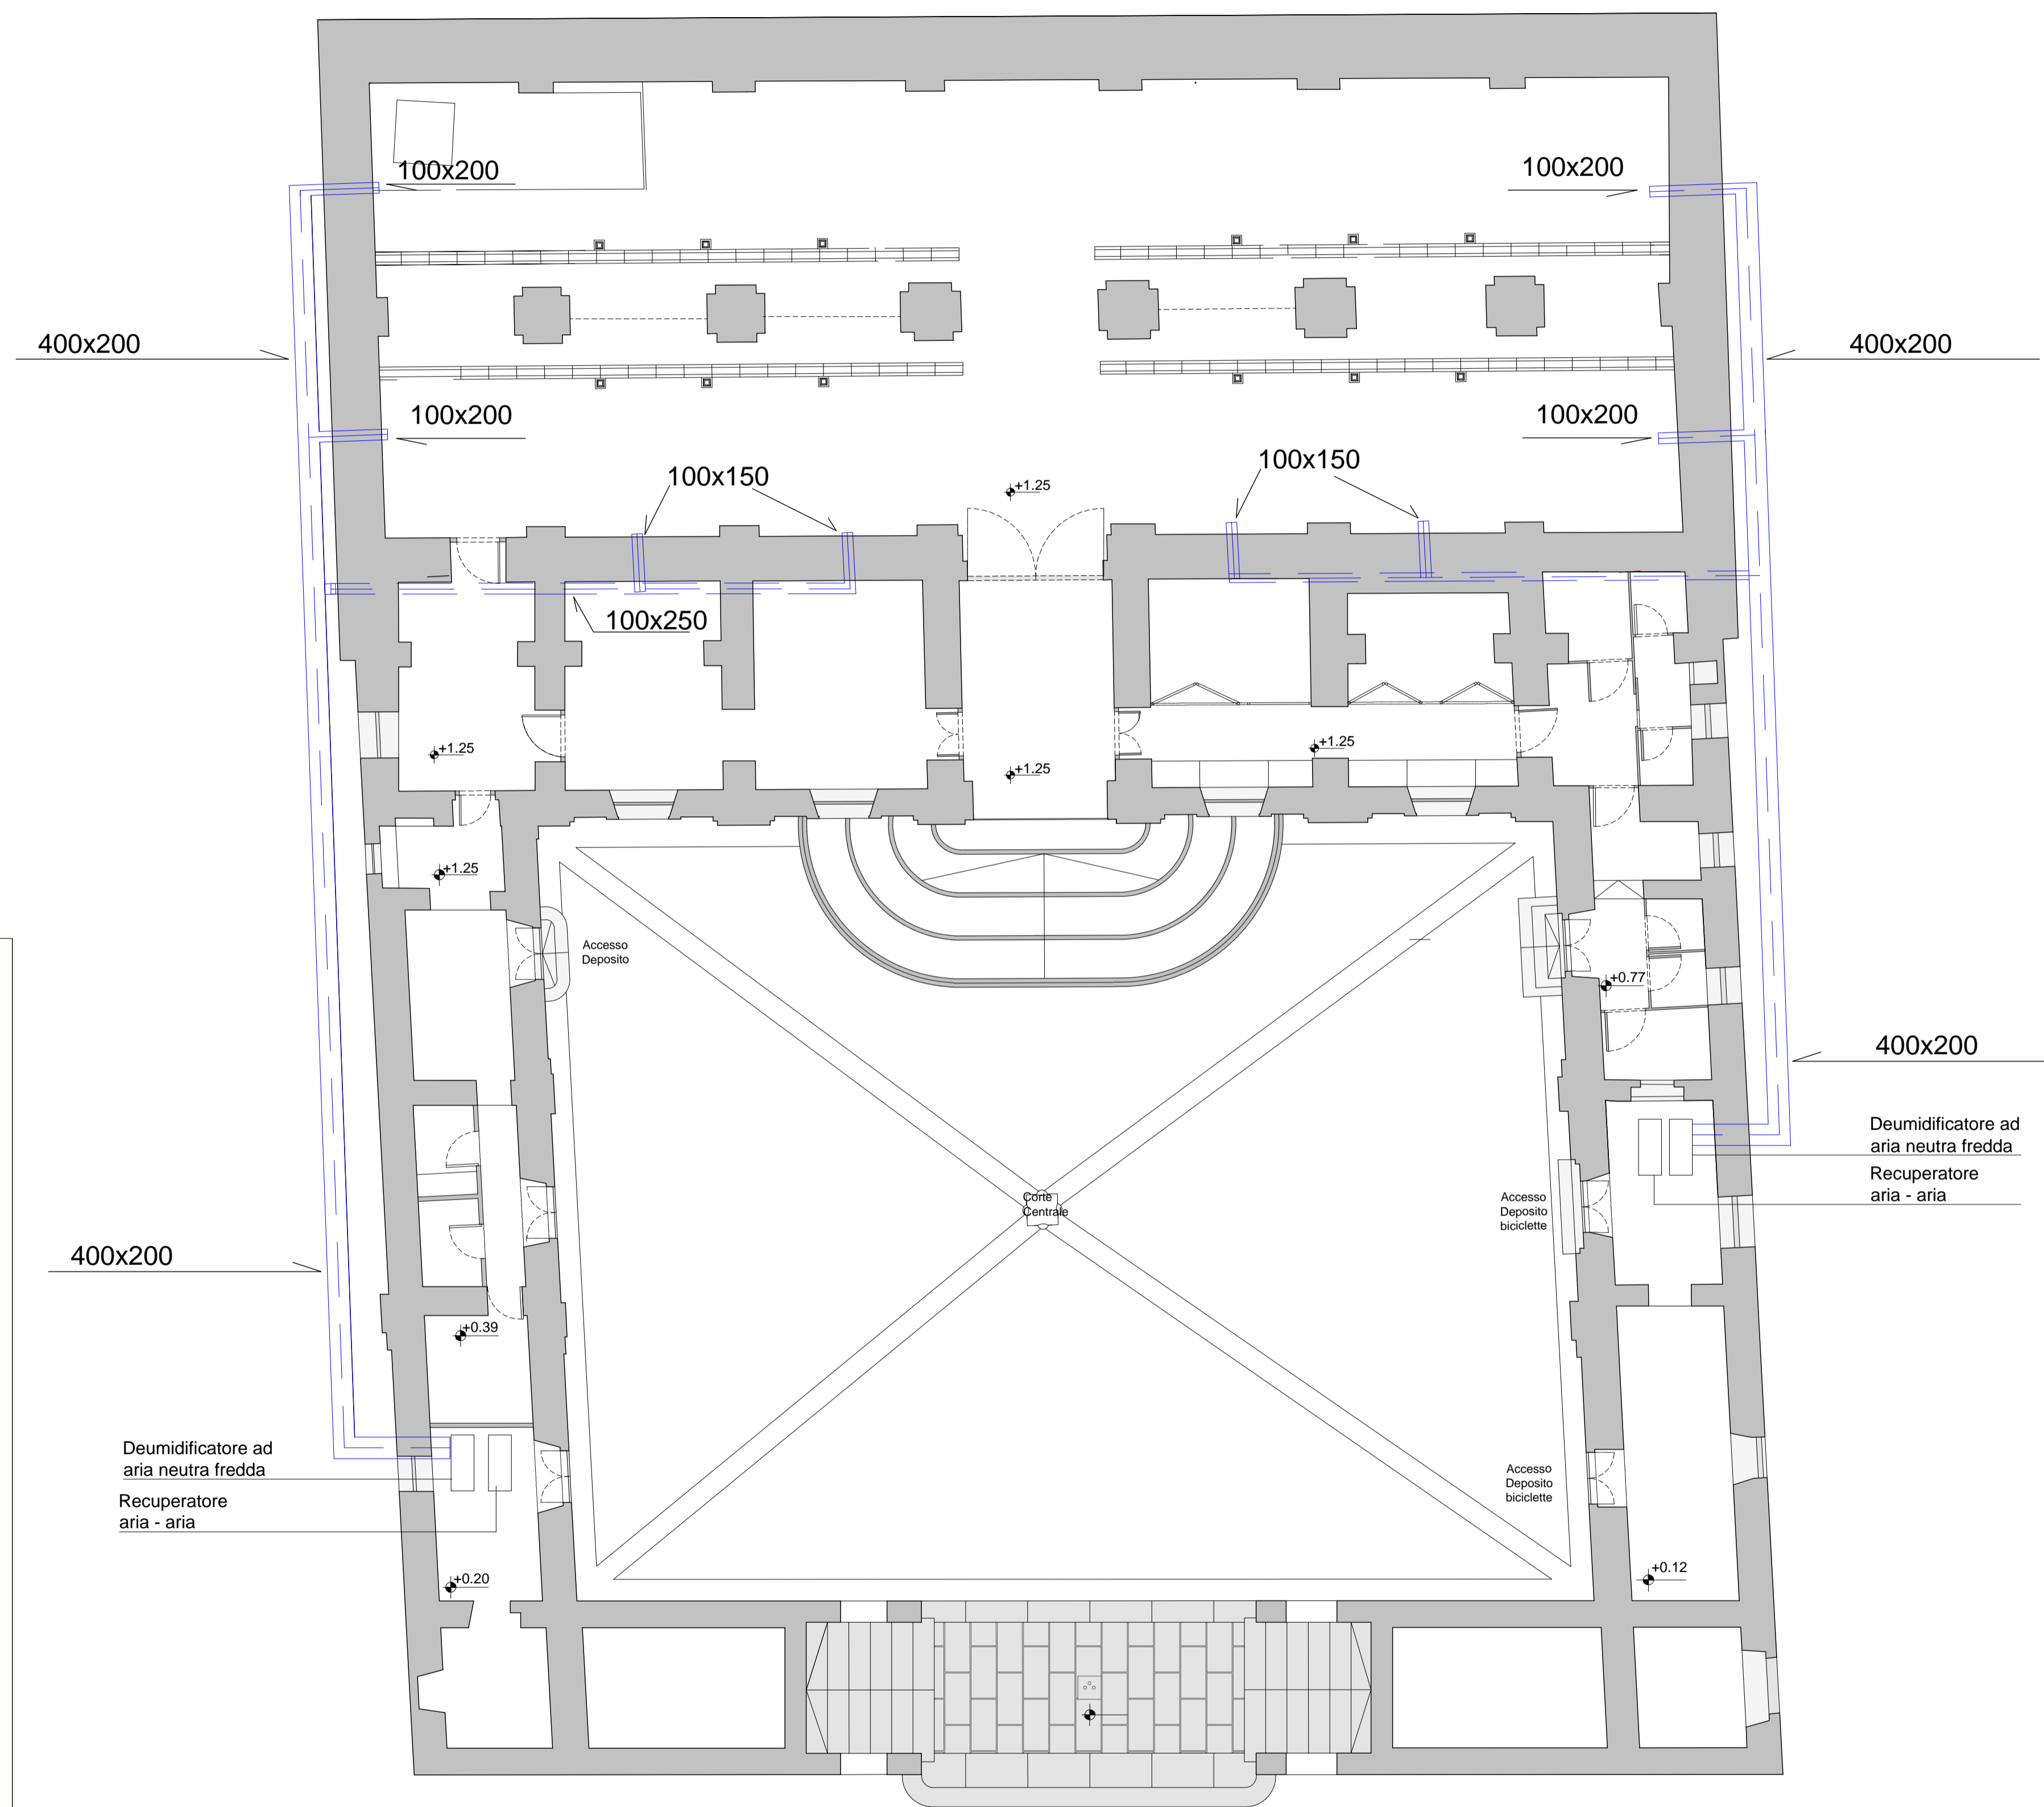 100x200
100x200
400x200
400x200
100x200
100x200
100x150
100x150
+1.25
100x250
+1.25
+1.25
+1.25
+1.25
Accesso
Deposito
+0.77
400x200
Deumidificatore ad
aria neutra fredda
Recuperatore
aria - aria
Corte
Centrale
Accesso
Deposito
biciclette
400x200
+0.39
Deumidificatore ad
aria neutra fredda
Recuperatore
aria - aria
Accesso
Deposito
biciclette
+0.20
+0.12